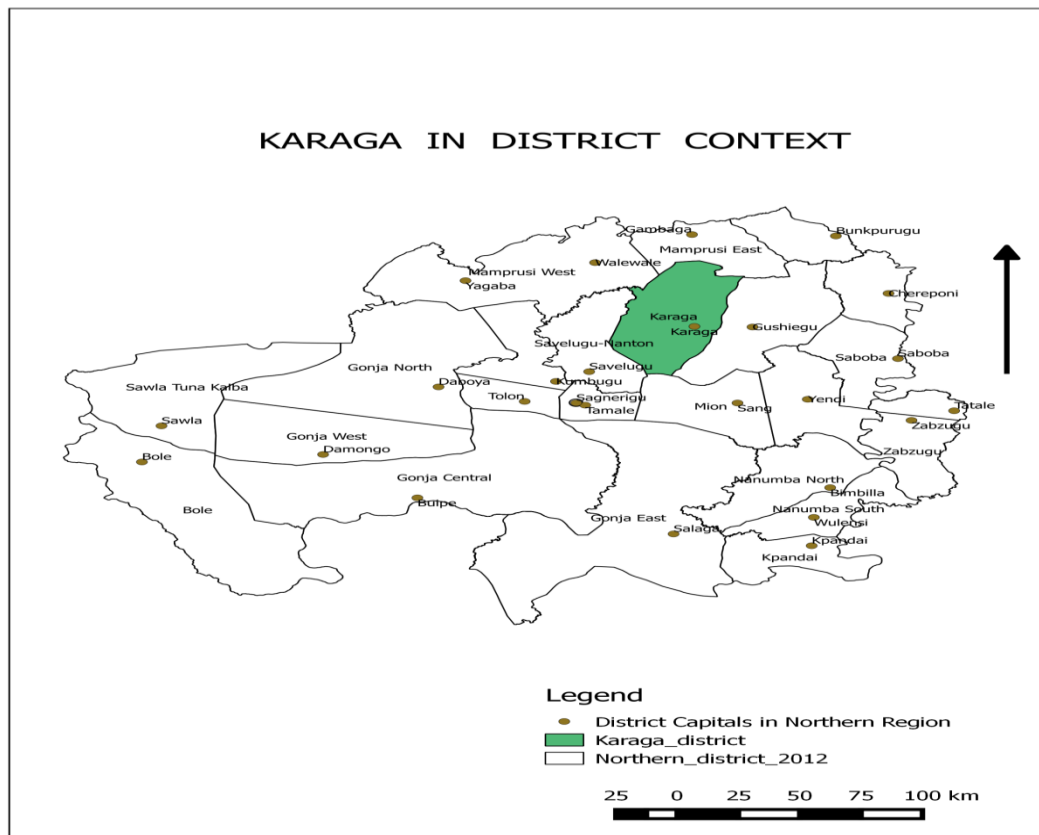 KARAGA IN DISTRICT CONTEXT
Gambaga
Bunkpurugu
Mamprusi East
Walewale
Mamprusi West
Yagaba
Chereponi
Karaga
Karaga
Gushiegu
Savelugu-Nanton
Saboba
Saboba
Gonja North
Savelugu
Daboya
Kumbugu
Sawla Tuna Kalba
Tolon
Sagnerigu
Tamale
Mion
Sang
Yendi
Tatale
Sawla
Zabzugu
Gonja West
Damongo
Zabzugu
Bole
Gonja Central
Nanumba North
Bimbilla
Buipe
Bole
Gonja East
Nanumba South
Salaga
Wulensi
Kpandai
Kpandai
Legend
District Capitals in Northern Region
Karaga_district
Northern_district_2012
25 0 25 50 75 100 km